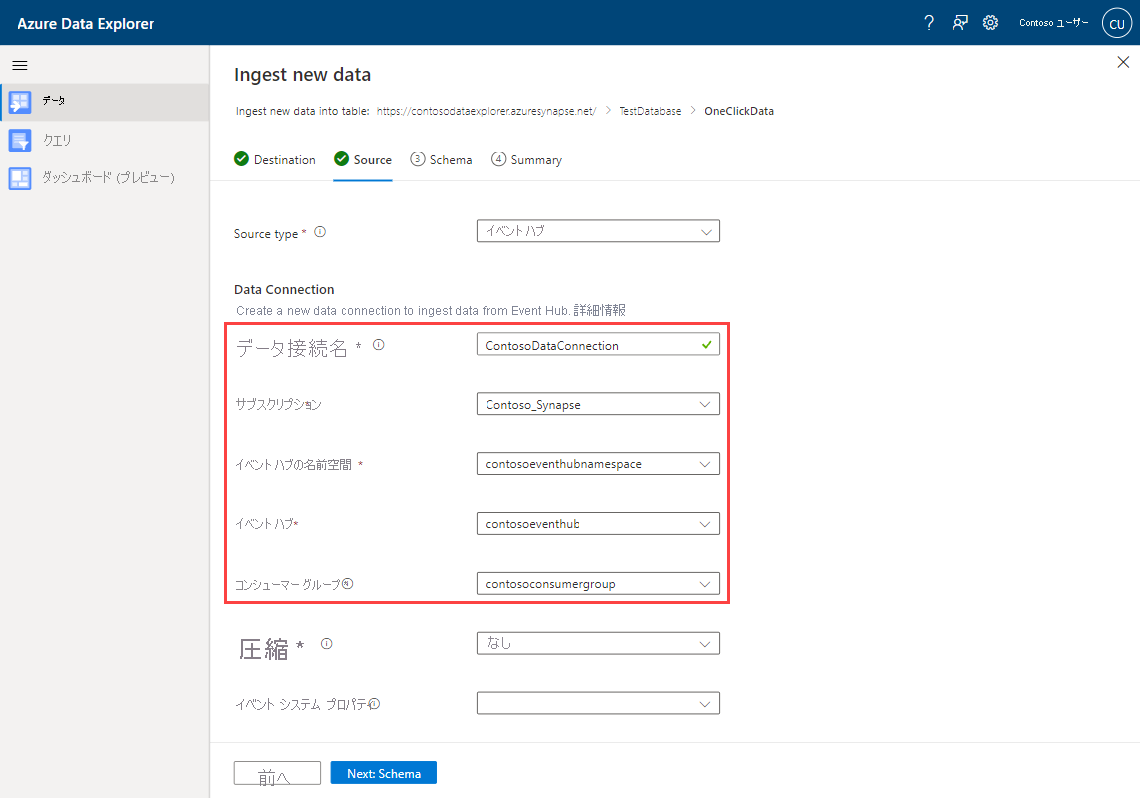 Azure Data Explorer
? Contoso ユーザー CU
データ
クエリ
ダッシュボード (プレビュー)
Ingest new data
Ingest new data into table: https://contosodataexplorer.azuresynapse.net/ > TestDatabase > OneClickData
Destination Source 3 Schema 4 Summary
Source type * イベント ハブ
Data Connection
Create a new data connection to ingest data from Event Hub. 詳細情報
データ接続名 * ContosoDataConnection
サブスクリプション Contoso_Synapse
イベント ハブの名前空間 * contosoeventhubnamespace
イベント ハブ* contosoeventhub
コンシューマー グループ contosoconsumergroup
圧縮 * なし
イベント システム プロパティ
前へ Next: Schema